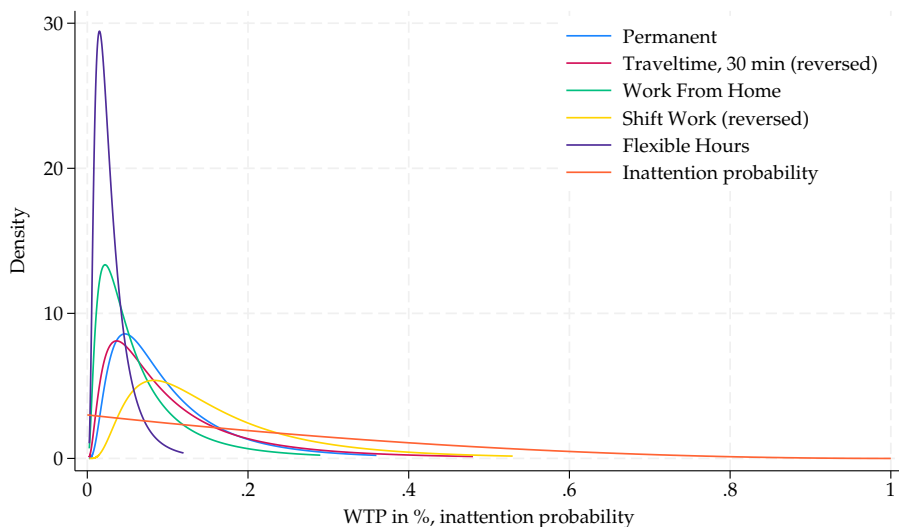 30
20
10
0
Density
Permanent
Traveltime, 30 min (reversed)
Work From Home
Shift Work (reversed)
Flexible Hours
Inattention probability
0
.2
.4
.6
.8
1
WTP in %, inattention probability